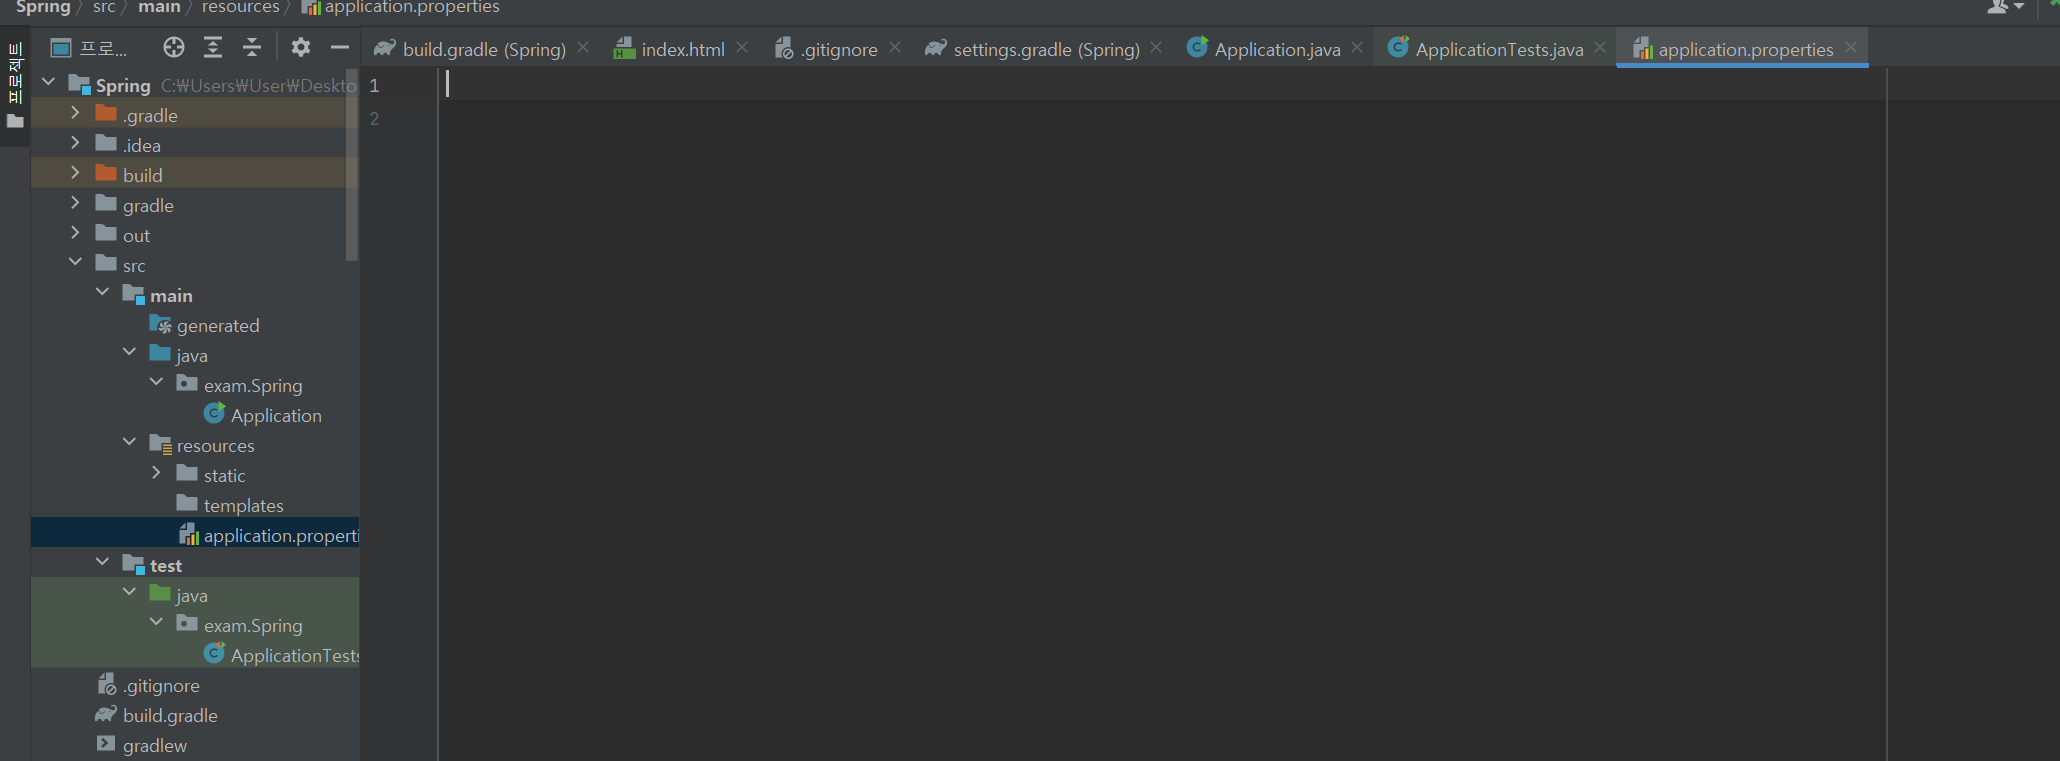 Spring 〉 src 〉 main 〉 resources 〉 application.properties
프로젝트
프로...
build.gradle (Spring)
index.html
.gitignore
settings.gradle (Spring)
Application.java
ApplicationTests.java
application.properties
Spring C:₩Users₩User₩Deskto
.gradle
.idea
build
gradle
out
src
main
generated
java
exam.Spring
Application
resources
static
templates
application.properti
test
java
exam.Spring
ApplicationTests
.gitignore
build.gradle
gradlew
1
2